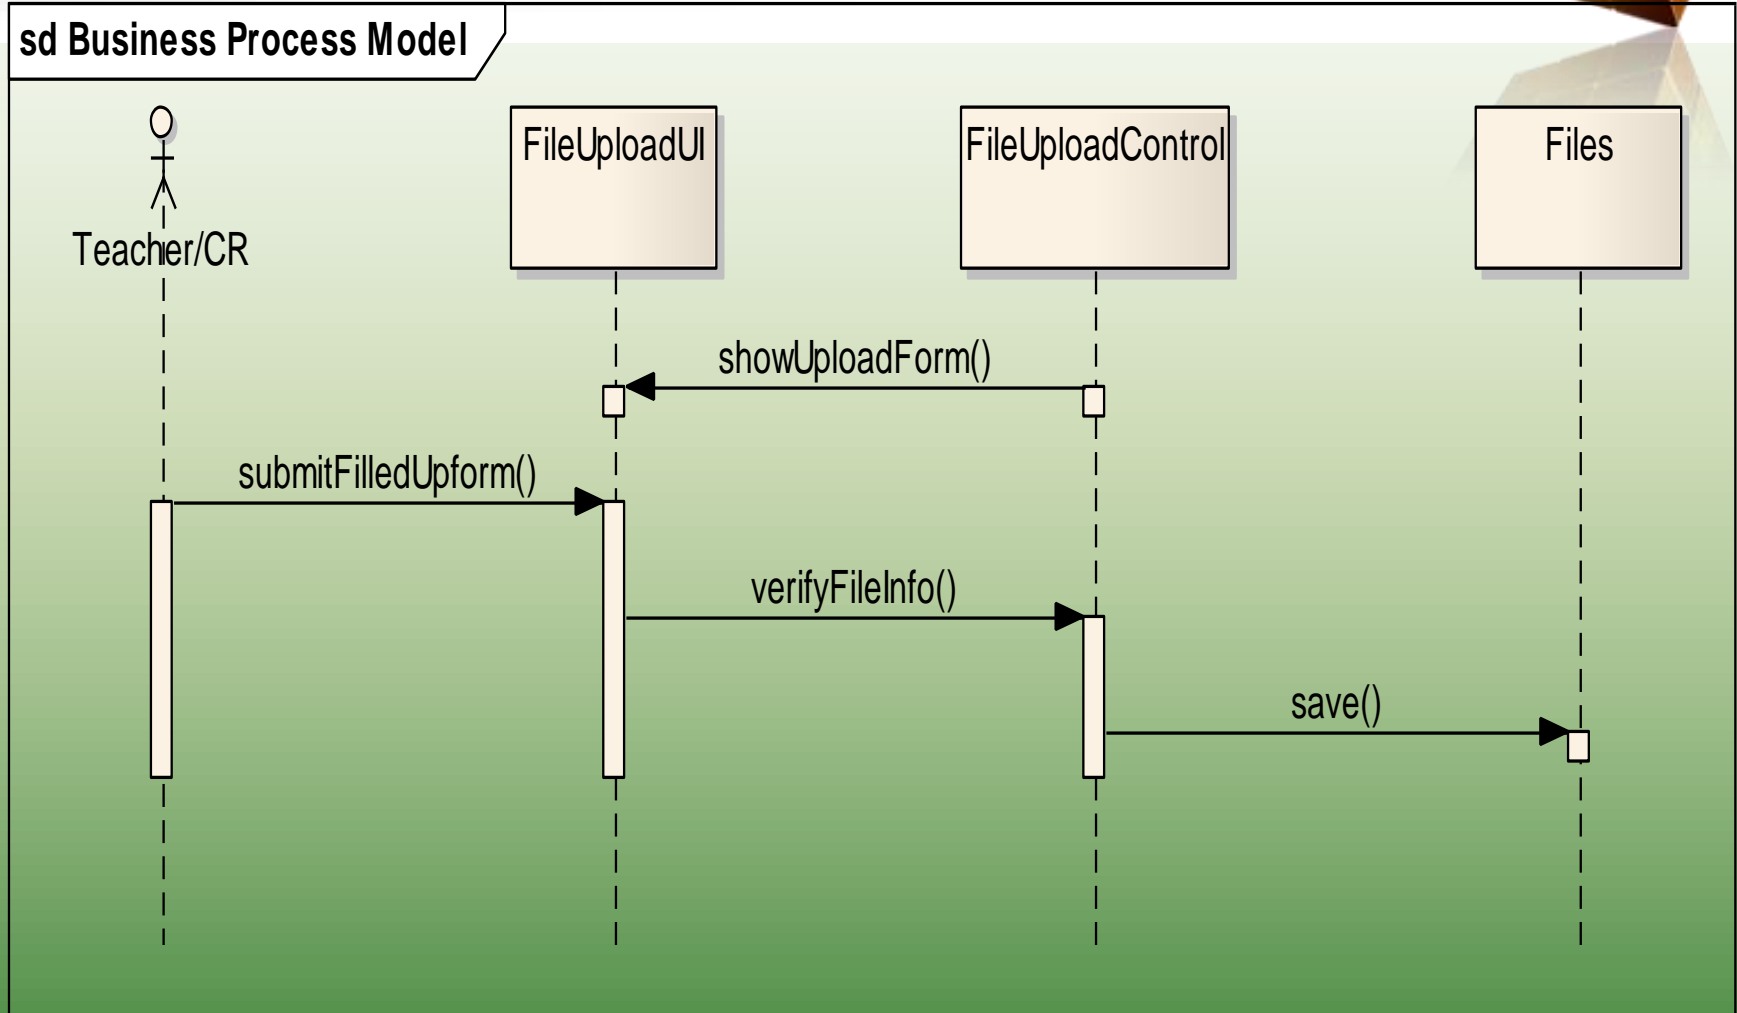 sd Business Process Model
FileUploadUI
FileUploadControl
Files
Teacher/CR
showUploadForm()
submitFilledUpform()
verifyFileInfo()
save()